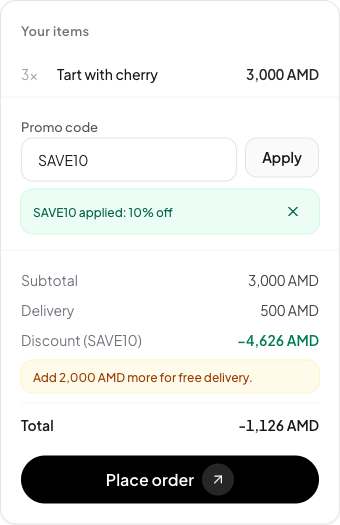 Your items
3× Tart with cherry 3,000 AMD
Promo code
SAVE10 Apply
SAVE10 applied: 10% off
Subtotal 3,000 AMD
Delivery 500 AMD
Discount (SAVE10) -4,626 AMD
Add 2,000 AMD more for free delivery.
Total -1,126 AMD
Place order